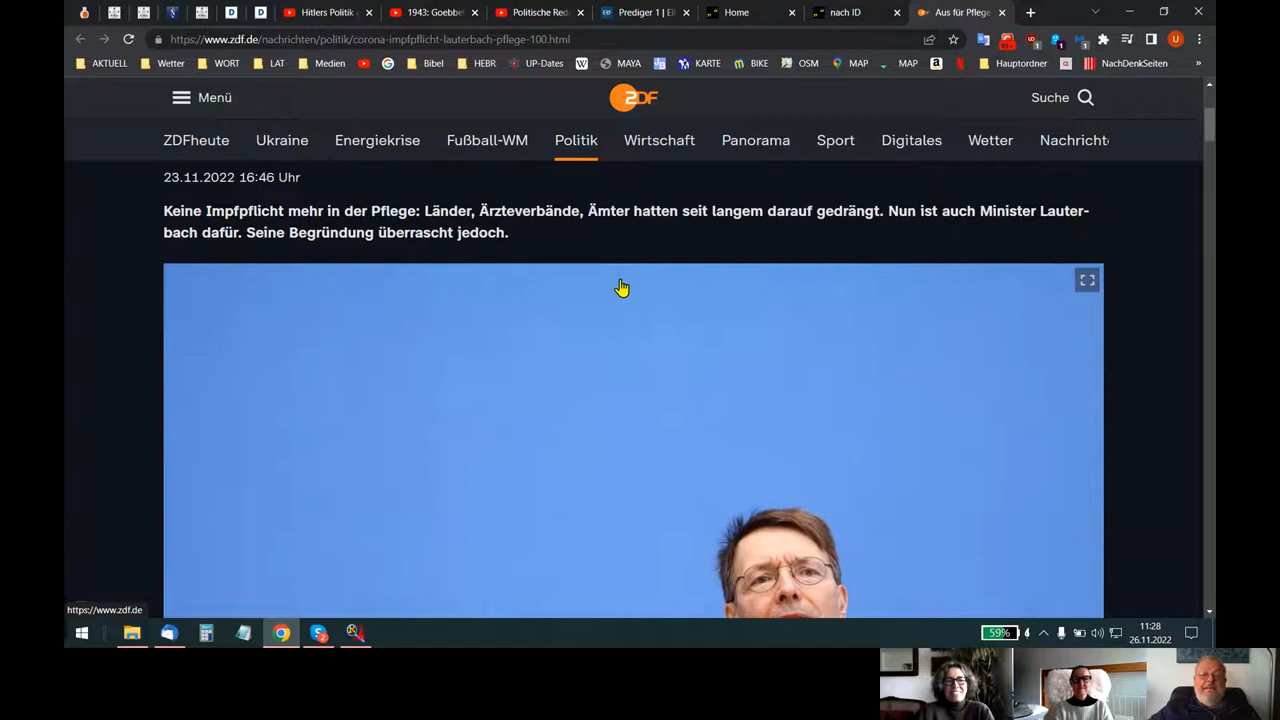 Hitlers Politik
1943: Goebbel
Politische Red
Prediger 1 | El
Home
nach ID
Aus für Pflege
https://www.zdf.de/nachrichten/politik/corona-impfpflicht-lauterbach-pflege-100.html
AKTUELL Wetter WORT LAT Medien Bibel HEBR UP-Dates MAYA KARTE BIKE OSM MAP MAP Hauptordner NachDenkSeiten »
Menü
ZDF
Suche
ZDFheute Ukraine Energiekrise Fußball-WM Politik Wirtschaft Panorama Sport Digitales Wetter Nachrichte
23.11.2022 16:46 Uhr
Keine Impfpflicht mehr in der Pflege: Länder, Ärzteverbände, Ämter hatten seit langem darauf gedrängt. Nun ist auch Minister Lauter-
bach dafür. Seine Begründung überrascht jedoch.
https://www.zdf.de
59%
11:28
26.11.2022